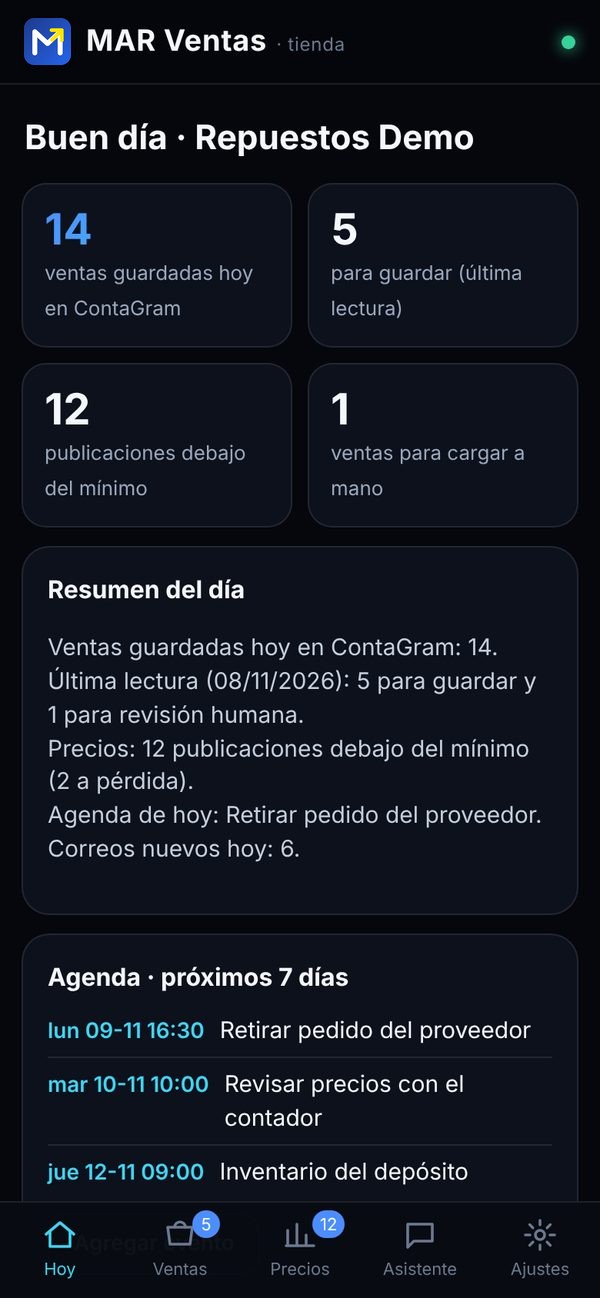 MAR Ventas · tienda
Buen día · Repuestos Demo
14
ventas guardadas hoy
en ContaGram
5
para guardar (última
lectura)
12
publicaciones debajo
del mínimo
1
ventas para cargar a
mano
Resumen del día
Ventas guardadas hoy en ContaGram: 14.
Última lectura (08/11/2026): 5 para guardar y
1 para revisión humana.
Precios: 12 publicaciones debajo del mínimo
(2 a pérdida).
Agenda de hoy: Retirar pedido del proveedor.
Correos nuevos hoy: 6.
Agenda · próximos 7 días
lun 09-11 16:30 Retirar pedido del proveedor
mar 10-11 10:00 Revisar precios con el
contador
jue 12-11 09:00 Inventario del depósito
Agregar evento
5
12
Hoy
Ventas
Precios
Asistente
Ajustes